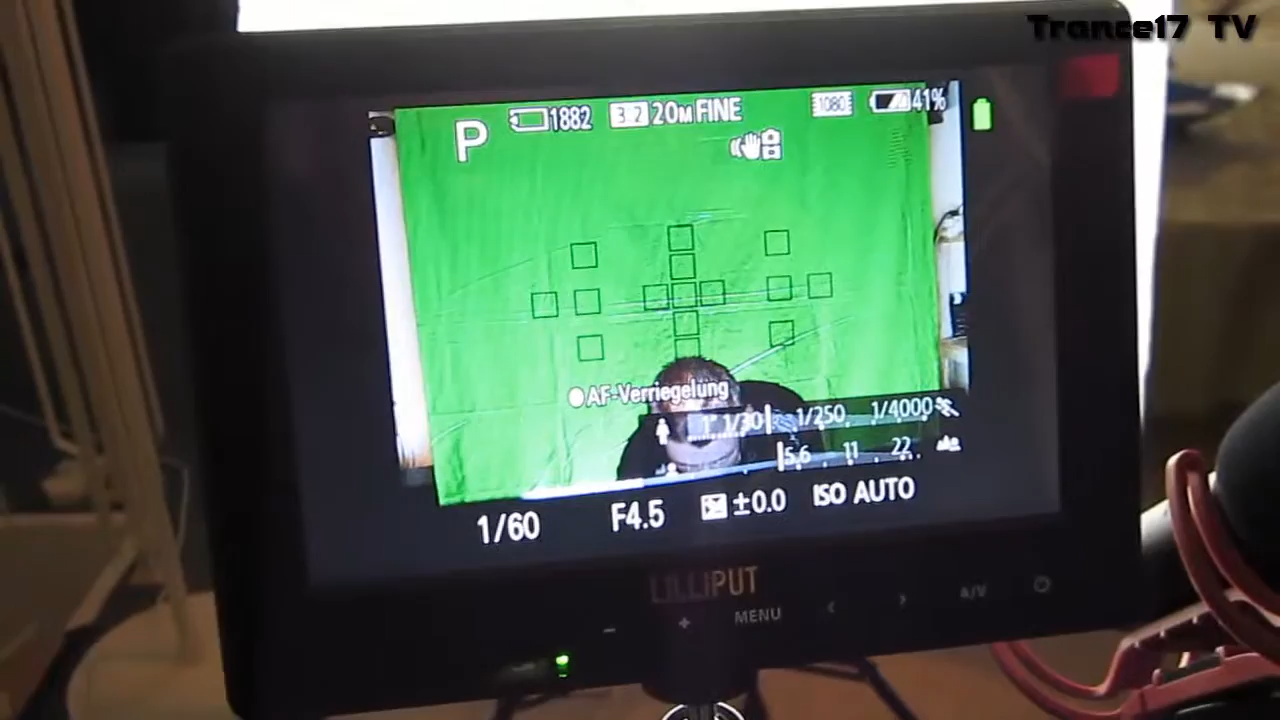 Trance17 TV
P 1882 3:2 20M FINE 1080 41%
AF-Verriegelung
1" 1/30 1/250 1/4000
5.6 11 22
1/60 F4.5 ±0.0 ISO AUTO
LILLIPUT
- + MENU < > A/V